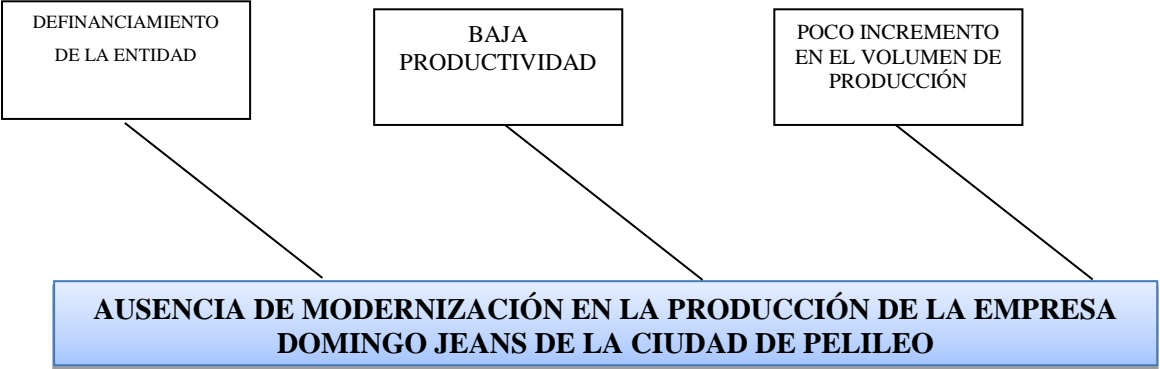 DEFINANCIAMIENTO
DE LA ENTIDAD
BAJA
PRODUCTIVIDAD
POCO INCREMENTO
EN EL VOLUMEN DE
PRODUCCIÓN
AUSENCIA DE MODERNIZACIÓN EN LA PRODUCCIÓN DE LA EMPRESA
DOMINGO JEANS DE LA CIUDAD DE PELILEO